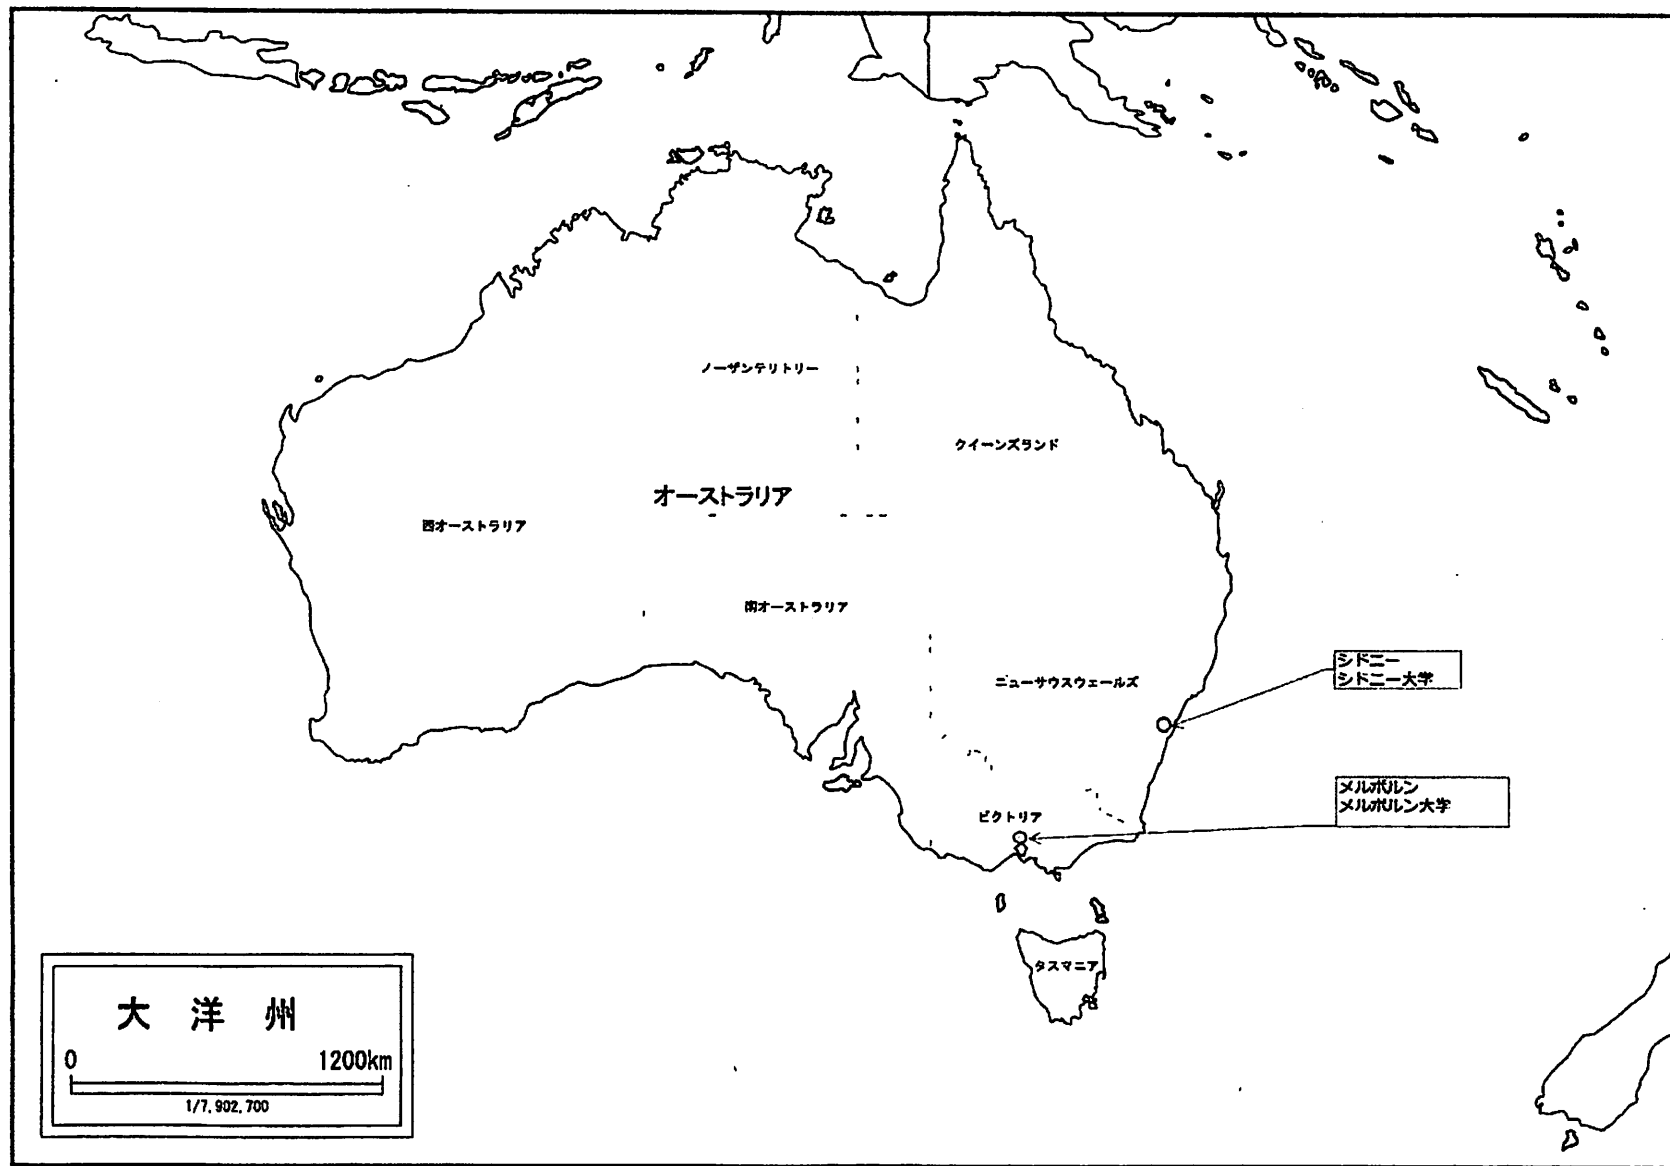 ノーザンテリトリー
クイーンズランド
オーストラリア
西オーストラリア
南オーストラリア
ニューサウスウェールズ
シドニー
シドニー大学
メルボルン
メルボルン大学
ビクトリア
タスマニア
大洋州
0 1200km
1/7,902,700